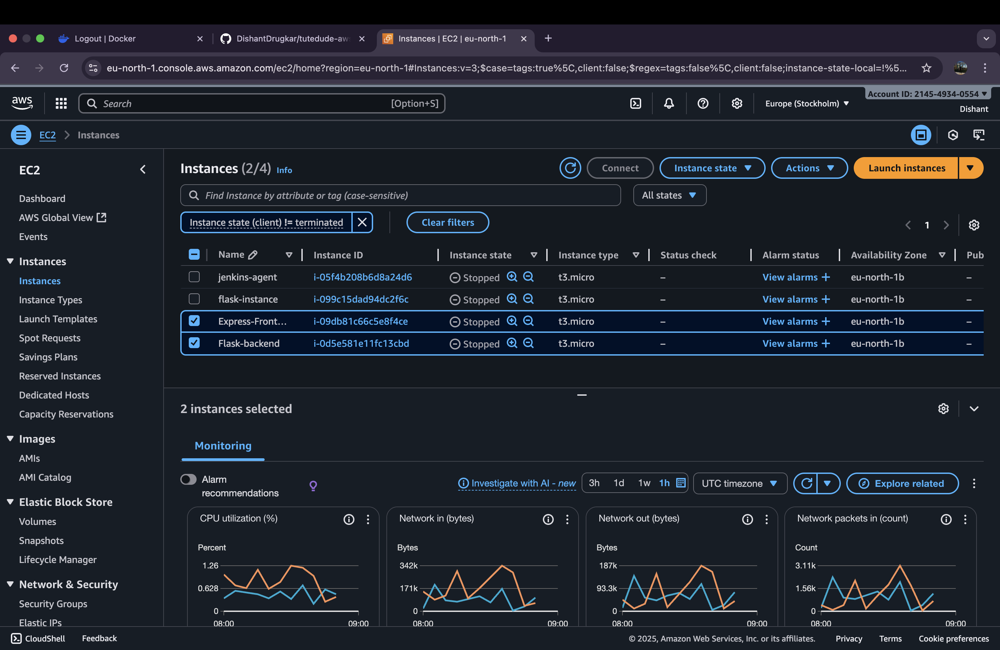 Logout | Docker
DishantDrugkar/tutedude-aws
Instances | EC2 | eu-north-1
eu-north-1.console.aws.amazon.com/ec2/home?region=eu-north-1#Instances:v=3;$case=tags:true%5C,client:false;$regex=tags:false%5C,client:false;instance-state-local=!%5...
aws
Search
[Option+S]
Europe (Stockholm)
Account ID: 2145-4934-0554
Dishant
EC2
Instances
EC2
Dashboard
AWS Global View
Events
Instances
Instances
Instance Types
Launch Templates
Spot Requests
Savings Plans
Reserved Instances
Dedicated Hosts
Capacity Reservations
Images
AMIs
AMI Catalog
Elastic Block Store
Volumes
Snapshots
Lifecycle Manager
Network & Security
Security Groups
Elastic IPs
Instances (2/4) Info
Connect
Instance state
Actions
Launch instances
Find Instance by attribute or tag (case-sensitive)
All states
Instance state (client) != terminated
Clear filters
1
Name Instance ID Instance state Instance type Status check Alarm status Availability Zone Pub
jenkins-agent i-05f4b208b6d8a24d6 Stopped t3.micro – View alarms + eu-north-1b –
flask-instance i-099c15dad94dc2f6c Stopped t3.micro – View alarms + eu-north-1b –
Express-Front... i-09db81c66c5e8f4ce Stopped t3.micro – View alarms + eu-north-1b –
Flask-backend i-0d5e581e11fc13cbd Stopped t3.micro – View alarms + eu-north-1b –
2 instances selected
Monitoring
Alarm
recommendations
Investigate with AI - new
3h 1d 1w 1h
UTC timezone
Explore related
CPU utilization (%)
Percent
1.26
0.628
0
08:00 09:00
Network in (bytes)
Bytes
342k
171k
0
08:00 09:00
Network out (bytes)
Bytes
187k
93.3k
0
08:00 09:00
Network packets in (count)
Count
3.11k
1.56k
0
08:00 09:00
CloudShell
Feedback
© 2025, Amazon Web Services, Inc. or its affiliates.
Privacy
Terms
Cookie preferences